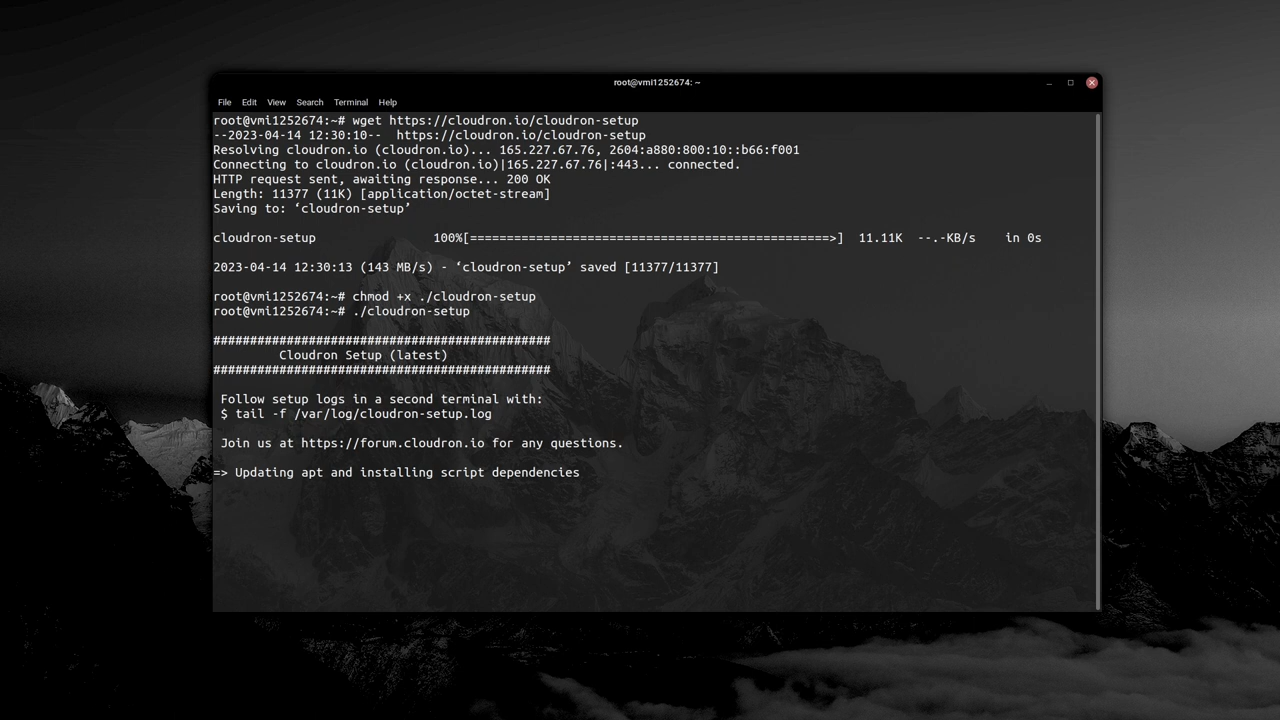 root@vmi1252674: ~
File Edit View Search Terminal Help
root@vmi1252674:~# wget https://cloudron.io/cloudron-setup
--2023-04-14 12:30:10--  https://cloudron.io/cloudron-setup
Resolving cloudron.io (cloudron.io)... 165.227.67.76, 2604:a880:800:10::b66:f001
Connecting to cloudron.io (cloudron.io)|165.227.67.76|:443... connected.
HTTP request sent, awaiting response... 200 OK
Length: 11377 (11K) [application/octet-stream]
Saving to: ‘cloudron-setup’
cloudron-setup                100%[=================================================>]  11.11K  --.-KB/s    in 0s
2023-04-14 12:30:13 (143 MB/s) - ‘cloudron-setup’ saved [11377/11377]
root@vmi1252674:~# chmod +x ./cloudron-setup
root@vmi1252674:~# ./cloudron-setup
##############################################
         Cloudron Setup (latest)
##############################################
 Follow setup logs in a second terminal with:
 $ tail -f /var/log/cloudron-setup.log
 Join us at https://forum.cloudron.io for any questions.
=> Updating apt and installing script dependencies